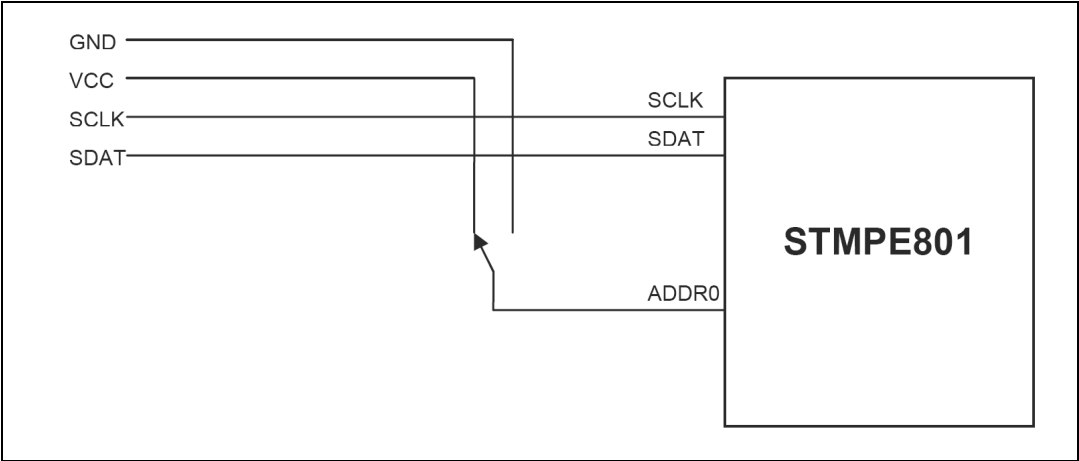 GND
VCC
SCLK
SCLK
SDAT
SDAT
STMPE801
ADDR0